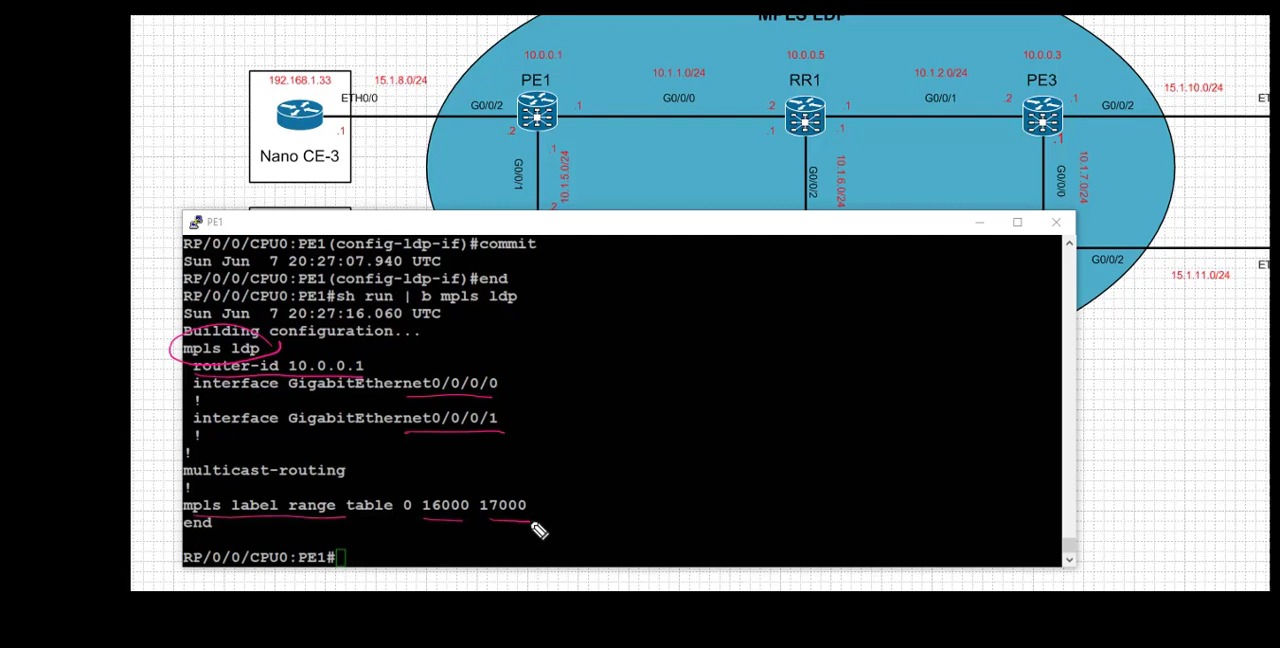 MPLS LDP
10.0.0.1
10.0.0.5
10.0.0.3
192.168.1.33
15.1.8.0/24
PE1
10.1.1.0/24
RR1
10.1.2.0/24
PE3
15.1.10.0/24
ETH0/0
G0/0/2
.1
G0/0/0
.2
.1
G0/0/1
.2
.1
G0/0/2
.1
.2
.1
.1
.1
Nano CE-3
G0/0/1
.1
10.1.5.0/24
.2
G0/0/2
10.1.6.0/24
G0/0/0
10.1.7.0/24
PE1
RP/0/0/CPU0:PE1(config-ldp-if)#commit
Sun Jun 7 20:27:07.940 UTC
RP/0/0/CPU0:PE1(config-ldp-if)#end
RP/0/0/CPU0:PE1#sh run | b mpls ldp
Sun Jun 7 20:27:16.060 UTC
Building configuration...
mpls ldp
router-id 10.0.0.1
interface GigabitEthernet0/0/0/0
!
interface GigabitEthernet0/0/0/1
!
!
multicast-routing
!
mpls label range table 0 16000 17000
end
RP/0/0/CPU0:PE1#
G0/0/2
15.1.11.0/24